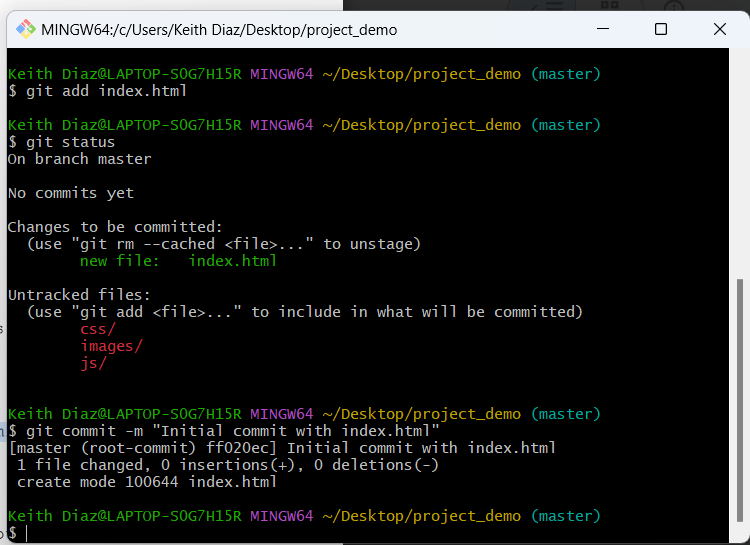 MINGW64:/c/Users/Keith Diaz/Desktop/project_demo
Keith Diaz@LAPTOP-SOG7H15R MINGW64 ~/Desktop/project_demo (master)
$ git add index.html
Keith Diaz@LAPTOP-SOG7H15R MINGW64 ~/Desktop/project_demo (master)
$ git status
On branch master
No commits yet
Changes to be committed:
  (use "git rm --cached <file>..." to unstage)
        new file:   index.html
Untracked files:
  (use "git add <file>..." to include in what will be committed)
        css/
        images/
        js/
Keith Diaz@LAPTOP-SOG7H15R MINGW64 ~/Desktop/project_demo (master)
$ git commit -m "Initial commit with index.html"
[master (root-commit) ff020ec] Initial commit with index.html
 1 file changed, 0 insertions(+), 0 deletions(-)
 create mode 100644 index.html
Keith Diaz@LAPTOP-SOG7H15R MINGW64 ~/Desktop/project_demo (master)
$